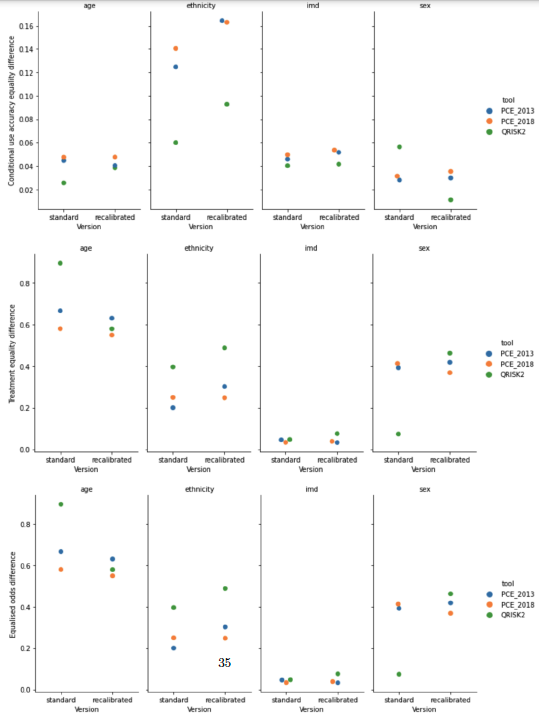 age ethnicity imd sex
Conditional use accuracy equality difference
0.16
0.14
0.12
0.10
0.08
0.06
0.04
0.02
tool
PCE_2013
PCE_2018
QRISK2
standard recalibrated standard recalibrated standard recalibrated standard recalibrated
Version Version Version Version
age ethnicity imd sex
Treatment equality difference
0.8
0.6
0.4
0.2
0.0
tool
PCE_2013
PCE_2018
QRISK2
standard recalibrated standard recalibrated standard recalibrated standard recalibrated
Version Version Version Version
age ethnicity imd sex
Equalised odds difference
0.8
0.6
0.4
0.2
0.0
tool
PCE_2013
PCE_2018
QRISK2
35
standard recalibrated standard recalibrated standard recalibrated standard recalibrated
Version Version Version Version